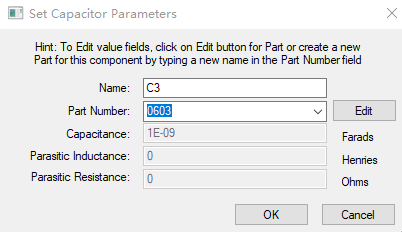 Set Capacitor Parameters
Hint: To Edit value fields, click on Edit button for Part or create a new
Part for this component by typing a new name in the Part Number field
Name: C3
Part Number: 0603 Edit
Capacitance: 1E-09 Farads
Parasitic Inductance: 0 Henries
Parasitic Resistance: 0 Ohms
OK Cancel